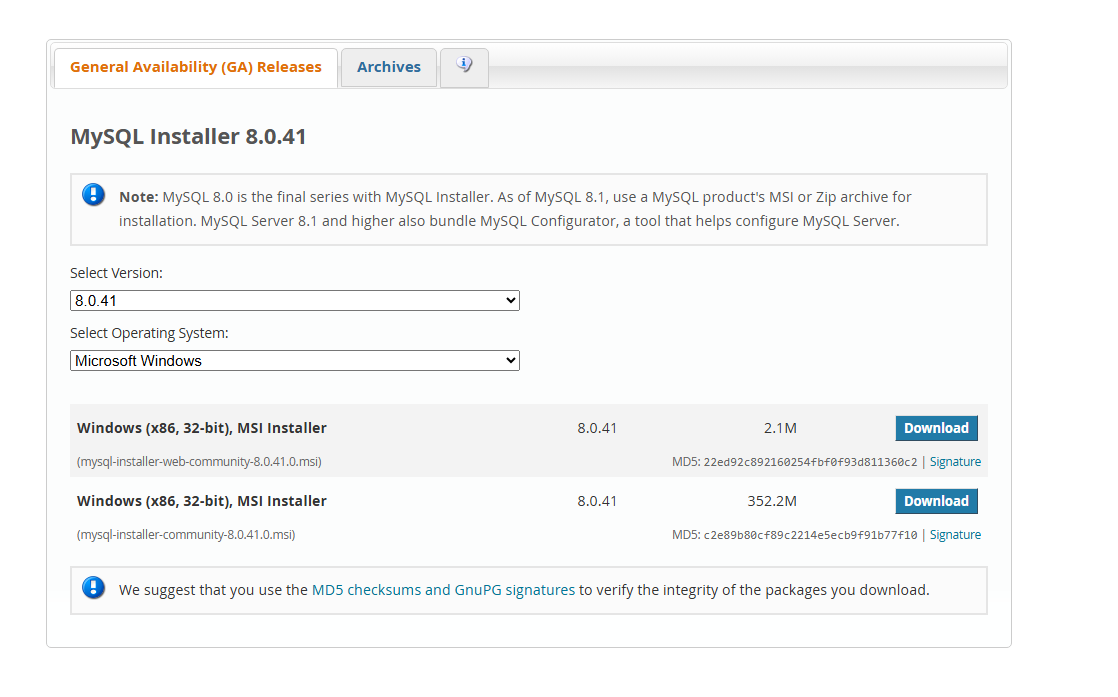 General Availability (GA) Releases
Archives
MySQL Installer 8.0.41
Note: MySQL 8.0 is the final series with MySQL Installer. As of MySQL 8.1, use a MySQL product's MSI or Zip archive for
installation. MySQL Server 8.1 and higher also bundle MySQL Configurator, a tool that helps configure MySQL Server.
Select Version:
8.0.41
Select Operating System:
Microsoft Windows
Windows (x86, 32-bit), MSI Installer 8.0.41 2.1M Download
(mysql-installer-web-community-8.0.41.0.msi) MD5: 22ed92c892160254fbf0f93d811360c2 | Signature
Windows (x86, 32-bit), MSI Installer 8.0.41 352.2M Download
(mysql-installer-community-8.0.41.0.msi) MD5: c2e89b80cf89c2214e5ecb9f91b77f10 | Signature
We suggest that you use the MD5 checksums and GnuPG signatures to verify the integrity of the packages you download.